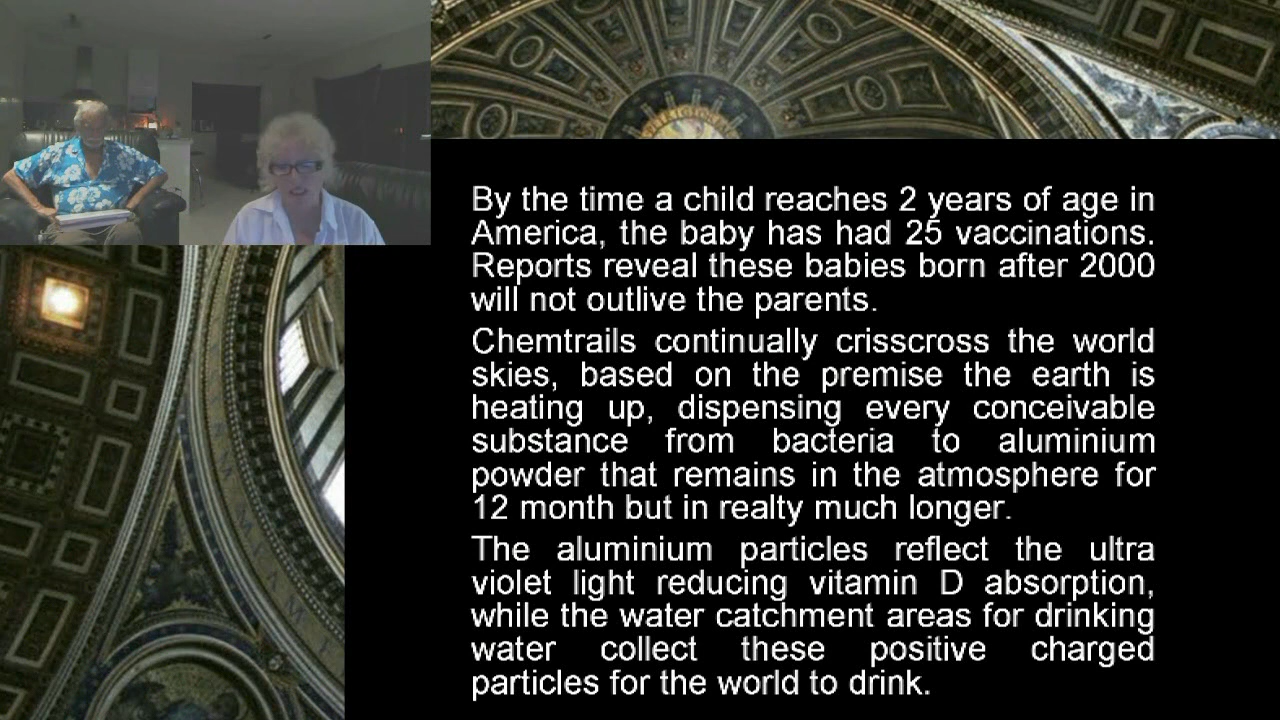 By the time a child reaches 2 years of age in
America, the baby has had 25 vaccinations.
Reports reveal these babies born after 2000
will not outlive the parents.
Chemtrails continually crisscross the world
skies, based on the premise the earth is
heating up, dispensing every conceivable
substance from bacteria to aluminium
powder that remains in the atmosphere for
12 month but in realty much longer.
The aluminium particles reflect the ultra
violet light reducing vitamin D absorption,
while the water catchment areas for drinking
water collect these positive charged
particles for the world to drink.